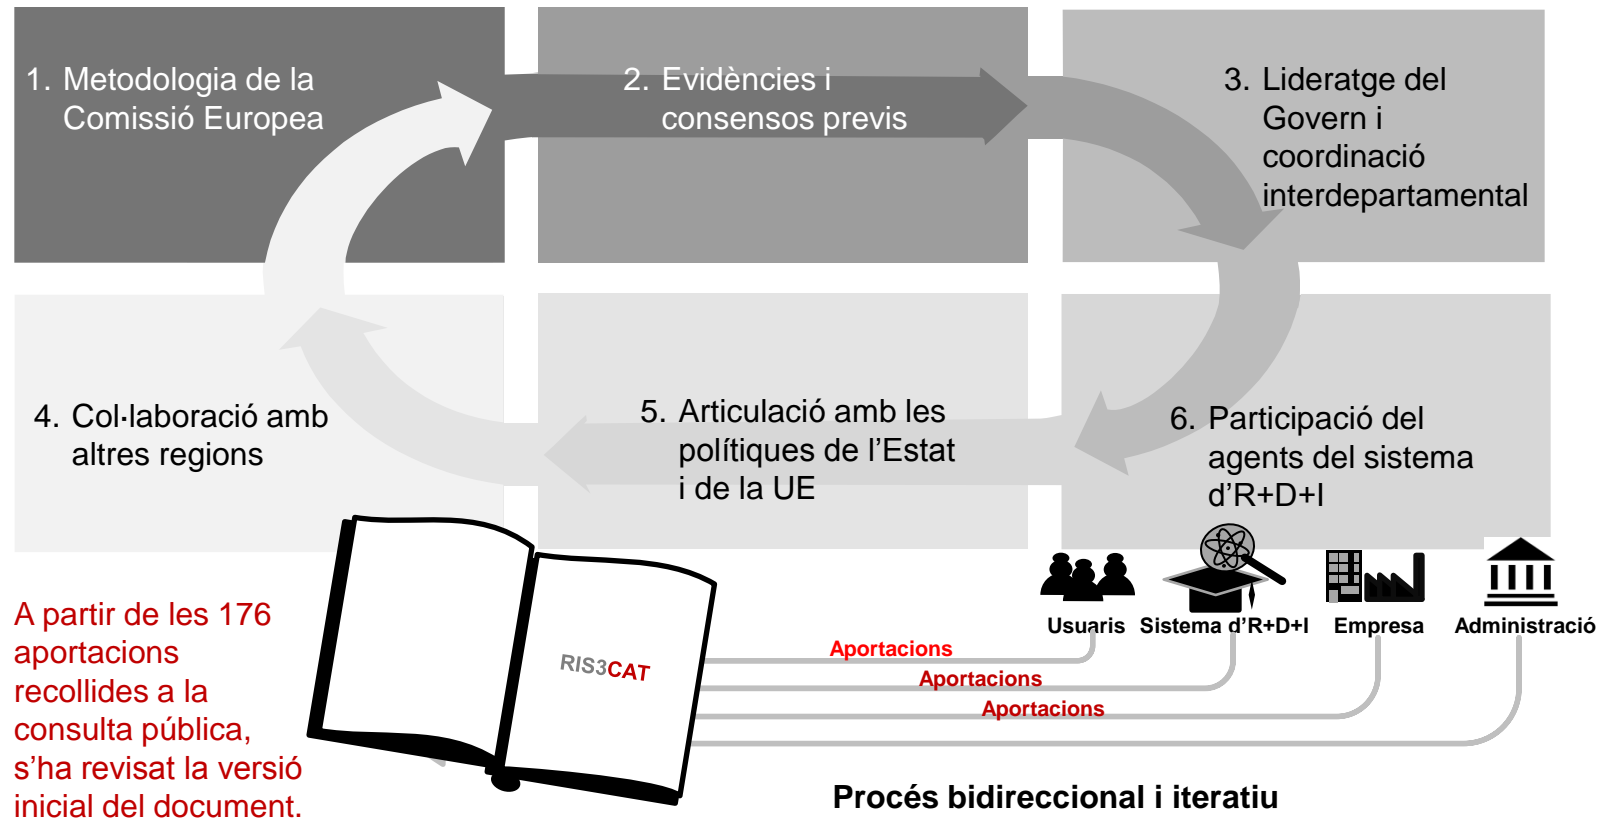 1. Metodologia de la
Comissió Europea
2. Evidències i
consensos previs
3. Lideratge del
Govern i
coordinació
interdepartamental
4. Col·laboració amb
altres regions
5. Articulació amb les
polítiques de l’Estat
i de la UE
6. Participació del
agents del sistema
d’R+D+I
Usuaris
Sistema d’R+D+I
Empresa
Administració
Aportacions
Aportacions
Aportacions
RIS3CAT
A partir de les 176
aportacions
recollides a la
consulta pública,
s’ha revisat la versió
inicial del document.
Procés bidireccional i iteratiu